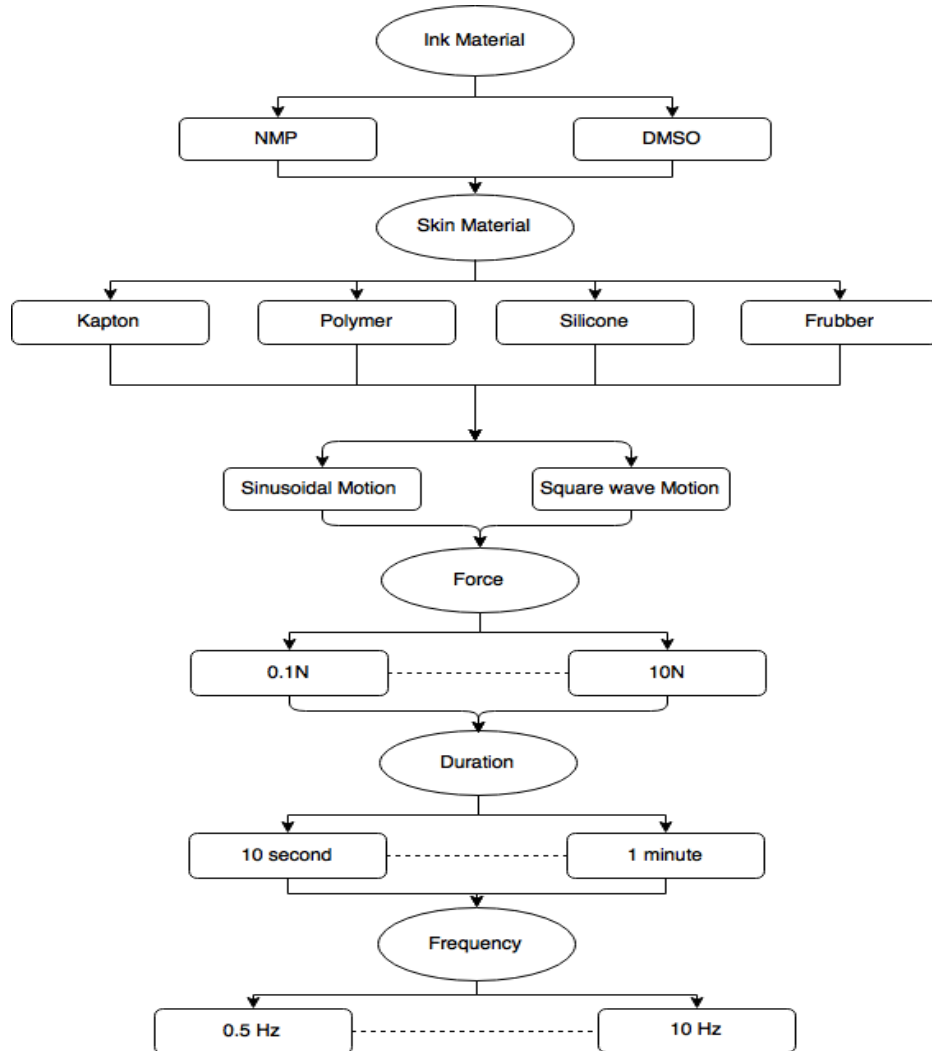 Ink Material
NMP
DMSO
Skin Material
Kapton
Polymer
Silicone
Frubber
Sinusoidal Motion
Square wave Motion
Force
0.1N
10N
Duration
10 second
1 minute
Frequency
0.5 Hz
10 Hz